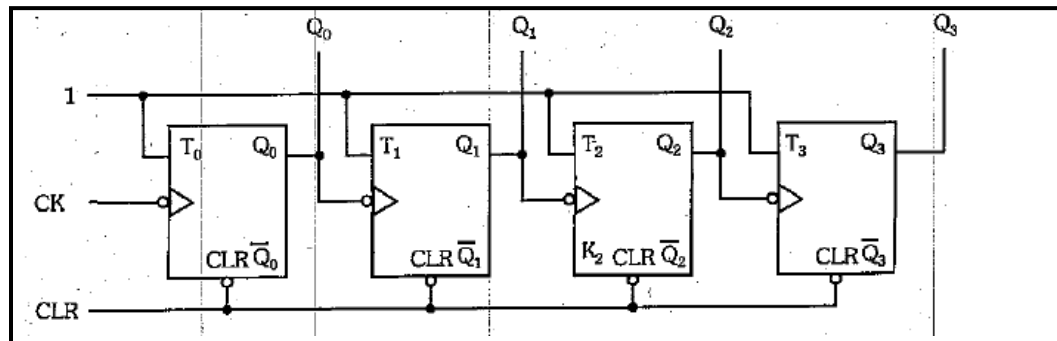 Q₀ Q₁ Q₂ Q₃
1
T₀ Q₀ T₁ Q₁ T₂ Q₂ T₃ Q₃
CK
K₂
CLR Q̅₀ CLR Q̅₁ CLR Q̅₂ CLR Q̅₃
CLR